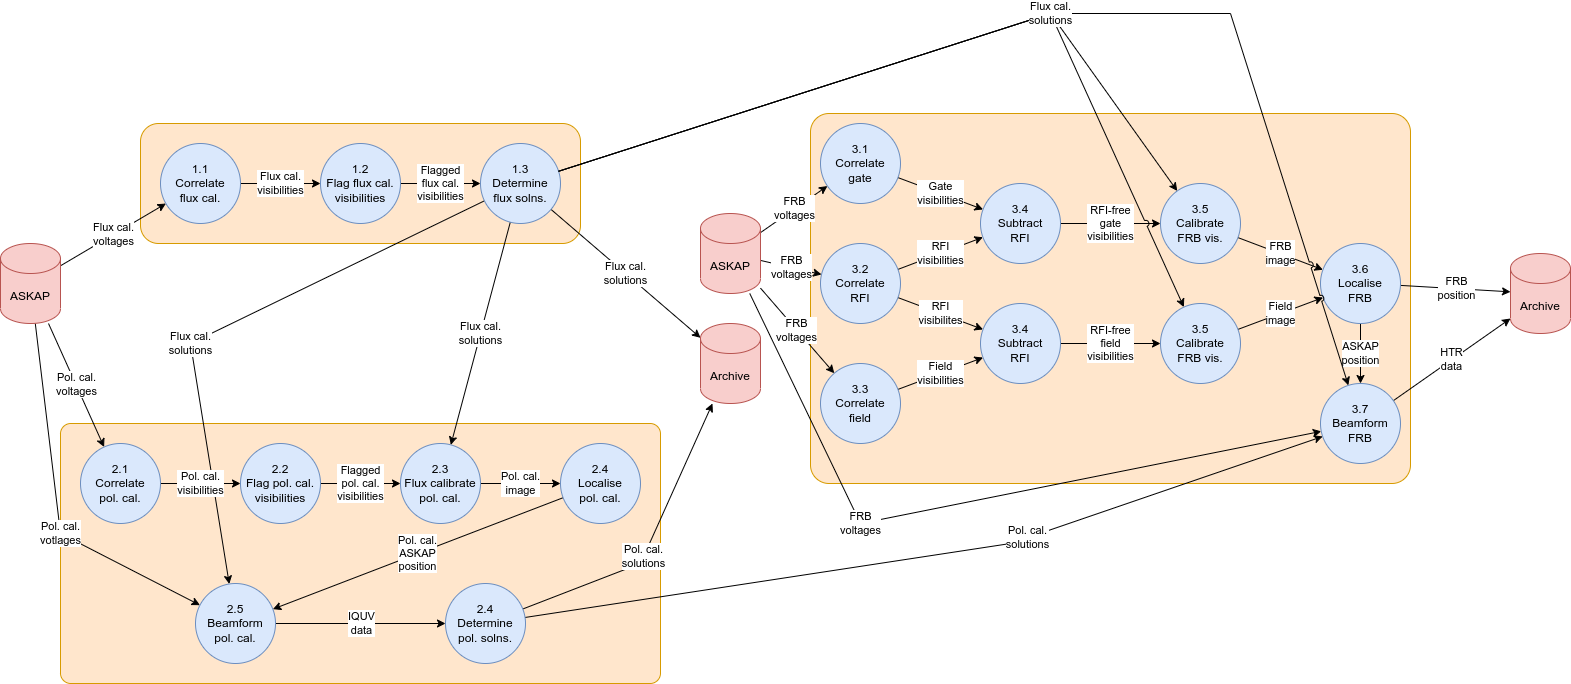 Flux cal.
solutions
1.1
Correlate
flux cal.
Flux cal.
visibilities
1.2
Flag flux cal.
visibilities
Flagged
flux cal.
visibilities
1.3
Determine
flux solns.
Flux cal.
voltages
ASKAP
Flux cal.
solutions
Flux cal.
solutions
Flux cal.
solutions
Archive
Pol. cal.
voltages
Pol. cal.
votlages
2.1
Correlate
pol. cal.
Pol. cal.
visibilities
2.2
Flag pol. cal.
visibilities
Flagged
pol. cal.
visibilities
2.3
Flux calibrate
pol. cal.
Pol. cal.
image
2.4
Localise
pol. cal.
Pol. cal.
ASKAP
position
2.5
Beamform
pol. cal.
IQUV
data
2.4
Determine
pol. solns.
Pol. cal.
solutions
ASKAP
FRB
voltages
FRB
voltages
FRB
voltages
FRB
voltages
Pol. cal.
solutions
3.1
Correlate
gate
3.2
Correlate
RFI
3.3
Correlate
field
Gate
visibilities
RFI
visibilities
RFI
visibilites
Field
visibilities
3.4
Subtract
RFI
3.4
Subtract
RFI
RFI-free
gate
visibilities
RFI-free
field
visibilities
3.5
Calibrate
FRB vis.
3.5
Calibrate
FRB vis.
FRB
image
Field
image
3.6
Localise
FRB
ASKAP
position
3.7
Beamform
FRB
FRB
position
HTR
data
Archive